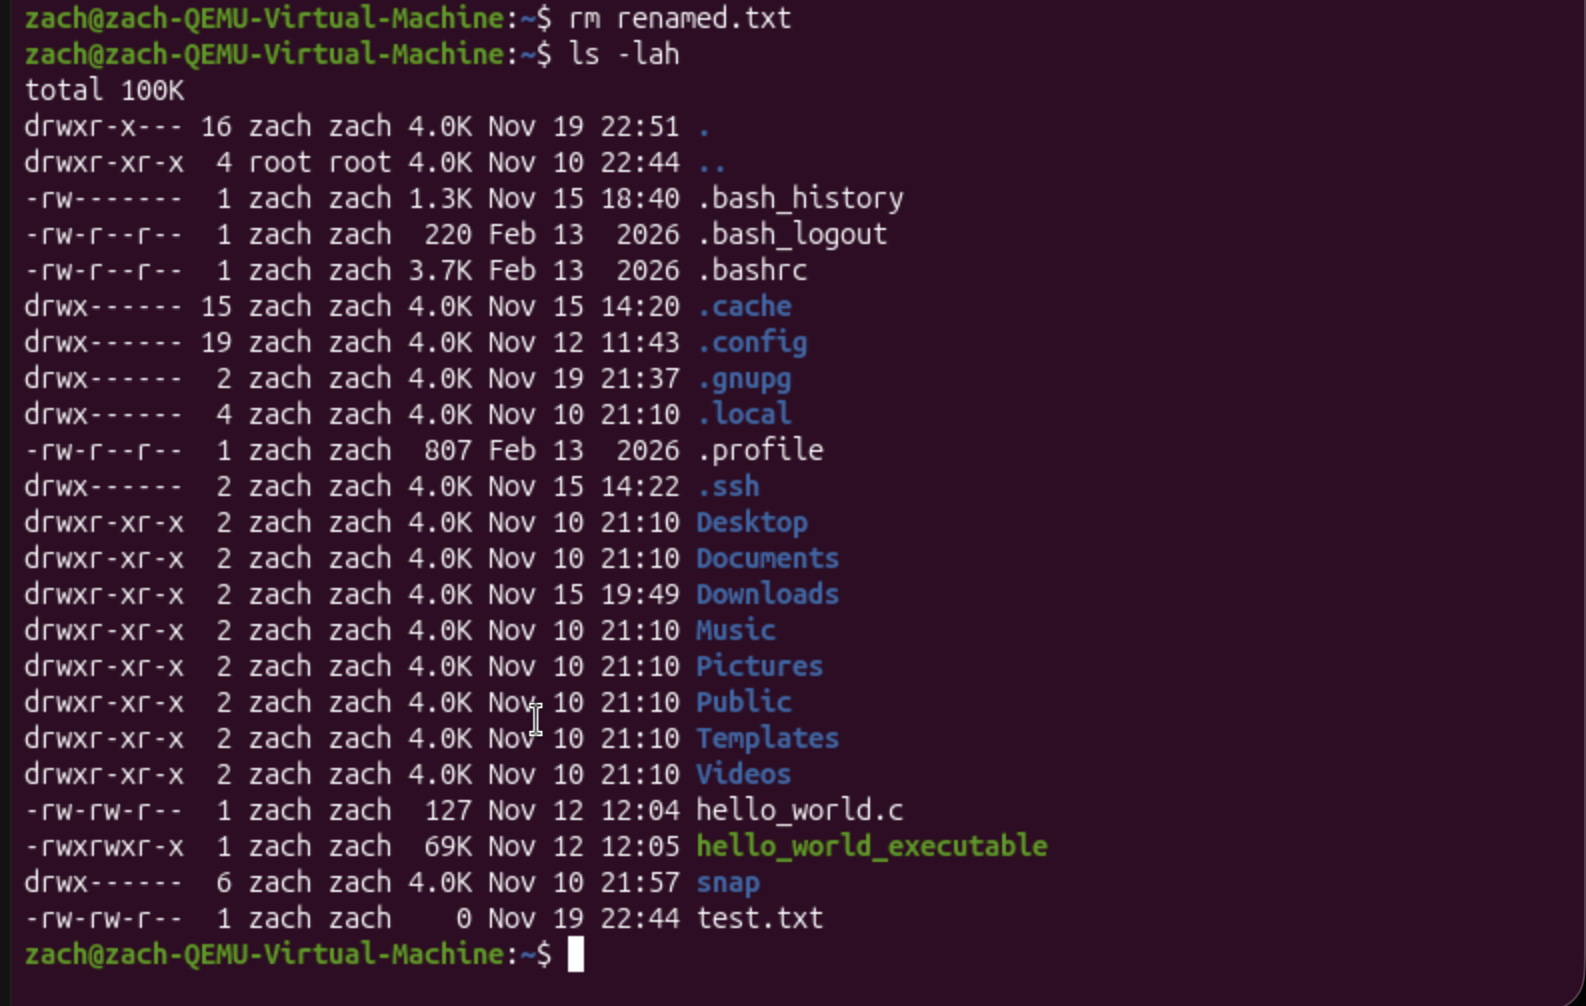 zach@zach-QEMU-Virtual-Machine:~$ rm renamed.txt
zach@zach-QEMU-Virtual-Machine:~$ ls -lah
total 100K
drwxr-x--- 16 zach zach 4.0K Nov 19 22:51 .
drwxr-xr-x  4 root root 4.0K Nov 10 22:44 ..
-rw-------  1 zach zach 1.3K Nov 15 18:40 .bash_history
-rw-r--r--  1 zach zach  220 Feb 13  2026 .bash_logout
-rw-r--r--  1 zach zach 3.7K Feb 13  2026 .bashrc
drwx------ 15 zach zach 4.0K Nov 15 14:20 .cache
drwx------ 19 zach zach 4.0K Nov 12 11:43 .config
drwx------  2 zach zach 4.0K Nov 19 21:37 .gnupg
drwx------  4 zach zach 4.0K Nov 10 21:10 .local
-rw-r--r--  1 zach zach  807 Feb 13  2026 .profile
drwx------  2 zach zach 4.0K Nov 15 14:22 .ssh
drwxr-xr-x  2 zach zach 4.0K Nov 10 21:10 Desktop
drwxr-xr-x  2 zach zach 4.0K Nov 10 21:10 Documents
drwxr-xr-x  2 zach zach 4.0K Nov 15 19:49 Downloads
drwxr-xr-x  2 zach zach 4.0K Nov 10 21:10 Music
drwxr-xr-x  2 zach zach 4.0K Nov 10 21:10 Pictures
drwxr-xr-x  2 zach zach 4.0K Nov 10 21:10 Public
drwxr-xr-x  2 zach zach 4.0K Nov 10 21:10 Templates
drwxr-xr-x  2 zach zach 4.0K Nov 10 21:10 Videos
-rw-rw-r--  1 zach zach  127 Nov 12 12:04 hello_world.c
-rwxrwxr-x  1 zach zach  69K Nov 12 12:05 hello_world_executable
drwx------  6 zach zach 4.0K Nov 10 21:57 snap
-rw-rw-r--  1 zach zach    0 Nov 19 22:44 test.txt
zach@zach-QEMU-Virtual-Machine:~$